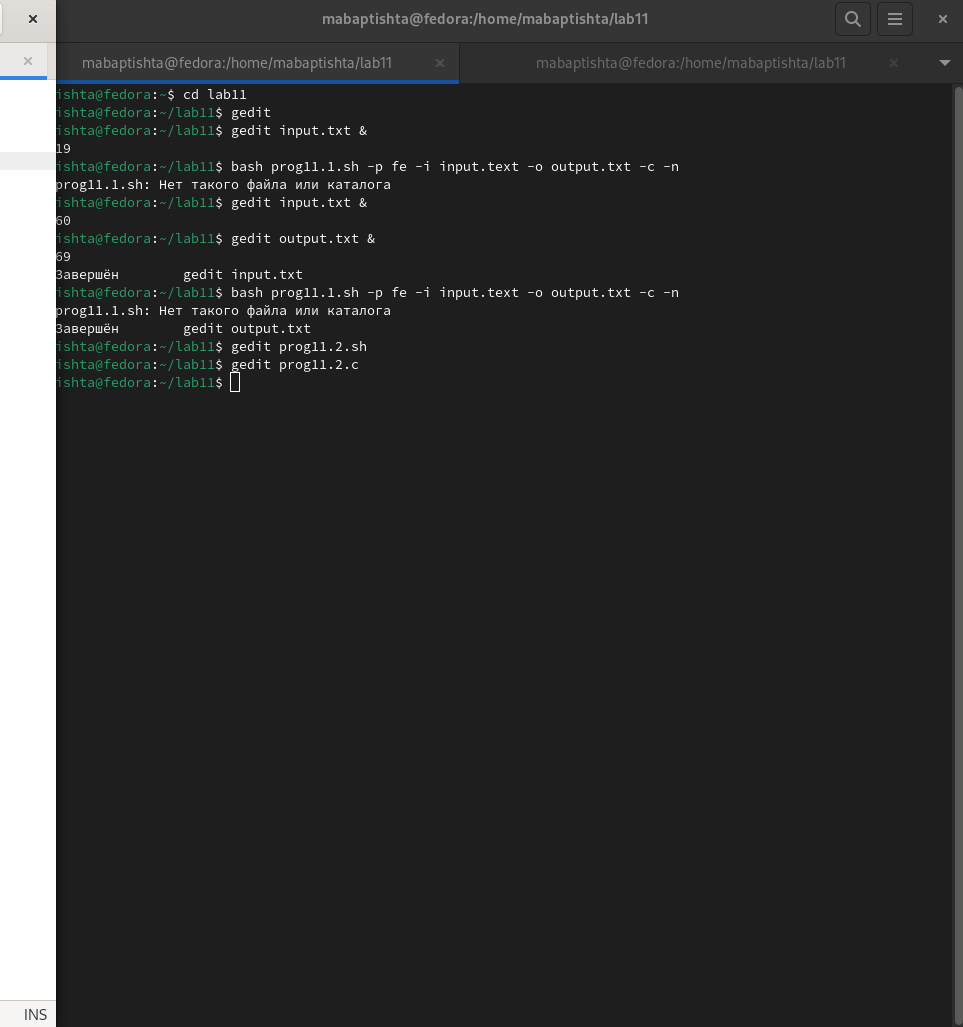 mabaptishta@fedora:/home/mabaptishta/lab11
mabaptishta@fedora:/home/mabaptishta/lab11
mabaptishta@fedora:/home/mabaptishta/lab11
ishta@fedora:~$ cd lab11
ishta@fedora:~/lab11$ gedit
ishta@fedora:~/lab11$ gedit input.txt &
19
ishta@fedora:~/lab11$ bash prog11.1.sh -p fe -i input.text -o output.txt -c -n
prog11.1.sh: Нет такого файла или каталога
ishta@fedora:~/lab11$ gedit input.txt &
60
ishta@fedora:~/lab11$ gedit output.txt &
69
Завершён        gedit input.txt
ishta@fedora:~/lab11$ bash prog11.1.sh -p fe -i input.text -o output.txt -c -n
prog11.1.sh: Нет такого файла или каталога
Завершён        gedit output.txt
ishta@fedora:~/lab11$ gedit prog11.2.sh
ishta@fedora:~/lab11$ gedit prog11.2.c
ishta@fedora:~/lab11$
INS